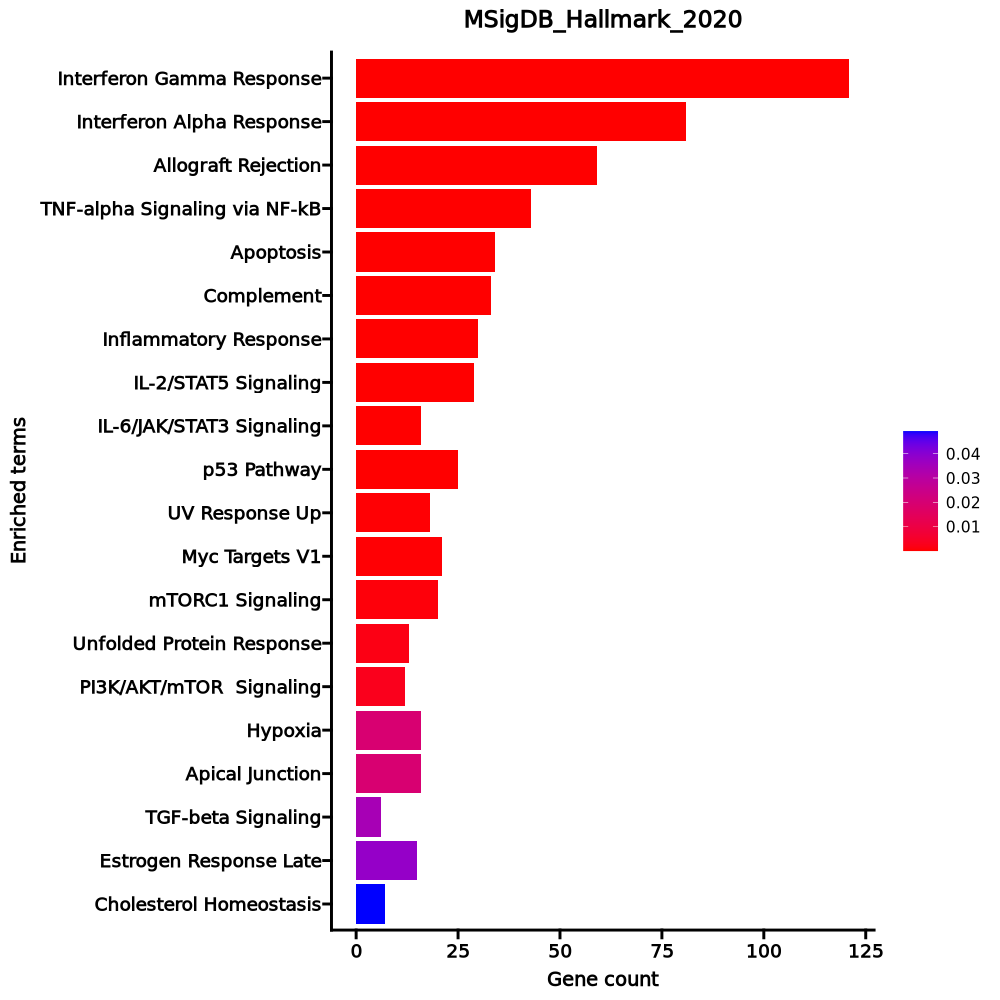 MSigDB_Hallmark_2020
Interferon Gamma Response
Interferon Alpha Response
Allograft Rejection
TNF-alpha Signaling via NF-kB
Apoptosis
Complement
Inflammatory Response
IL-2/STAT5 Signaling
IL-6/JAK/STAT3 Signaling
p53 Pathway
UV Response Up
Myc Targets V1
mTORC1 Signaling
Unfolded Protein Response
PI3K/AKT/mTOR  Signaling
Hypoxia
Apical Junction
TGF-beta Signaling
Estrogen Response Late
Cholesterol Homeostasis
Enriched terms
0 25 50 75 100 125
Gene count
0.04
0.03
0.02
0.01